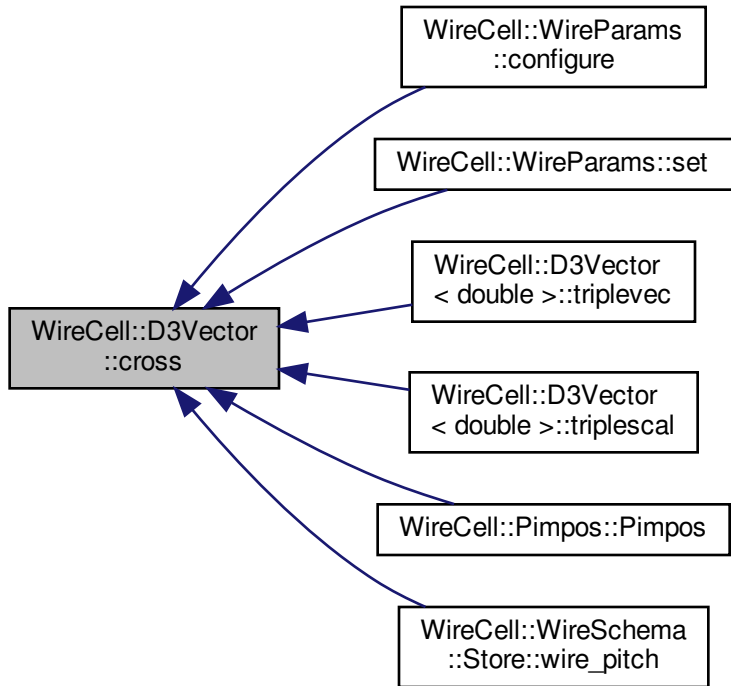 WireCell::WireParams
::configure
WireCell::WireParams::set
WireCell::D3Vector
< double >::triplevec
WireCell::D3Vector
::cross
WireCell::D3Vector
< double >::triplescal
WireCell::Pimpos::Pimpos
WireCell::WireSchema
::Store::wire_pitch